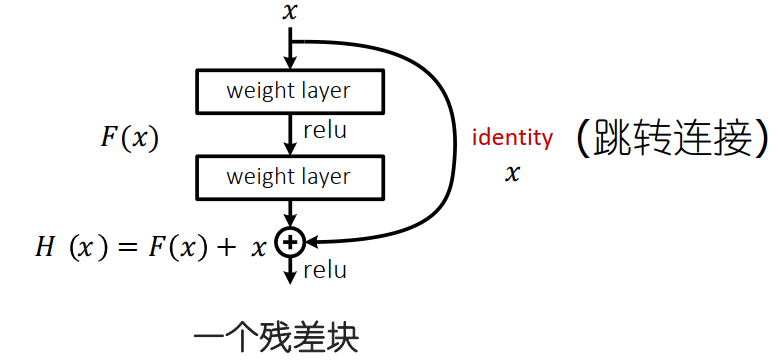 x
weight layer
relu
F(x)
weight layer
identity (跳转连接)
x
H (x) = F(x) + x
relu
一个残差块